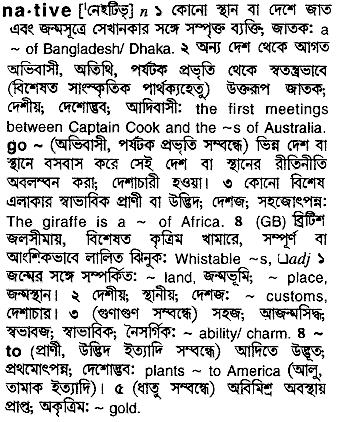 na·tive ['নেইটিভ্] n ১ কোনো স্থান বা দেশে জাত
এবং জন্মসূত্রে সেখানকার সঙ্গে সম্পৃক্ত ব্যক্তি; জাতক: a
~ of Bangladesh/ Dhaka. ২ অন্য দেশ থেকে আগত
অভিবাসী, অতিথি, পর্যটক প্রভৃতি থেকে স্বতন্ত্রভাবে
(বিশেষত সাংস্কৃতিক পার্থক্যহেতু) উক্তরূপ জাতক;
দেশীয়; দেশোদ্ভব; আদিবাসী: the first meetings
between Captain Cook and the ~s of Australia.
go ~ (অভিবাসী, পর্যটক প্রভৃতি সম্বন্ধে) ভিন্ন দেশ বা
স্থানে বসবাস করে সেই দেশ বা স্থানের রীতিনীতি
অবলম্বন করা; দেশাচারী হওয়া। ৩ কোনো বিশেষ
এলাকার স্বাভাবিক প্রাণী বা উদ্ভিদ; দেশজ; সহজোৎপন্ন:
The giraffe is a ~ of Africa. ৪ (GB) ব্রিটিশ
জলসীমায়, বিশেষত কৃত্রিম খামারে, সম্পূর্ণ বা
আংশিকভাবে লালিত ঝিনুক: Whistable ~s, □adj ১
জন্মের সঙ্গে সম্পর্কিত: ~ land, জন্মভূমি; ~ place,
জন্মস্থান। ২ দেশীয়; স্থানীয়; দেশজ: ~ customs,
দেশাচার। ৩ (গুণাগুণ সম্বন্ধে) সহজ; আজন্মসিদ্ধ;
স্বভাবজ; স্বাভাবিক; নৈসর্গিক: ~ ability/ charm. ৪ ~
to (প্রাণী, উদ্ভিদ ইত্যাদি সম্বন্ধে) আদিতে উদ্ভূত;
প্রথমোৎপন্ন; দেশোদ্ভব: plants ~ to America (আলু,
তামাক ইত্যাদি)। ৫ (ধাতু সম্বন্ধে) অবিমিশ্র অবস্থায়
প্রাপ্ত; অকৃত্রিম: ~ gold.